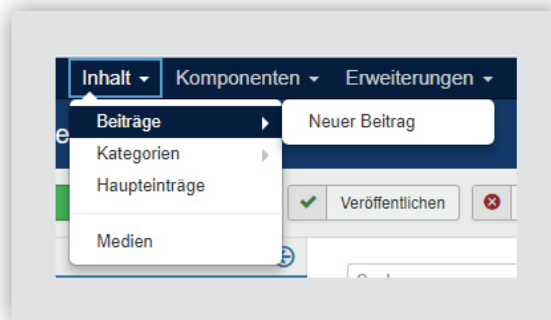 Inhalt Komponenten Erweiterungen
Beiträge Neuer Beitrag
Kategorien
Haupteinträge
Veröffentlichen
Medien